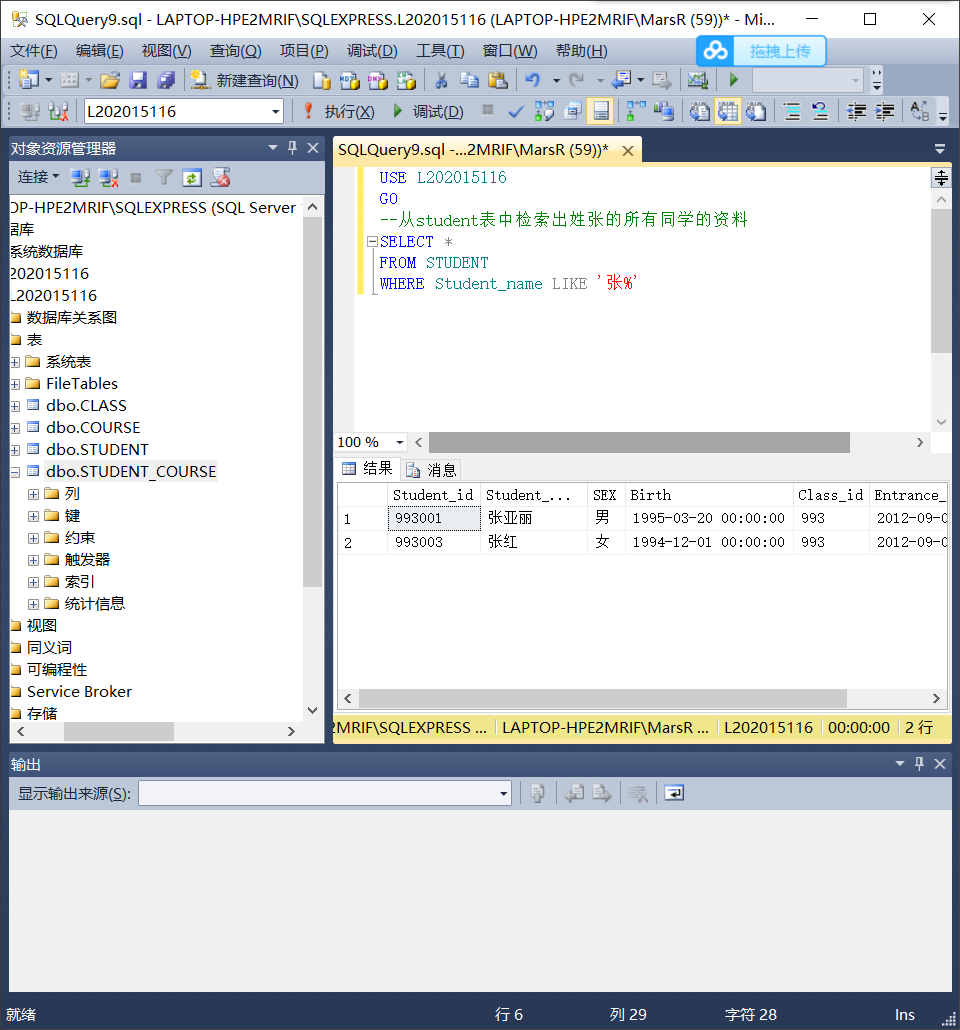 SQLQuery9.sql - LAPTOP-HPE2MRIF\SQLEXPRESS.L202015116 (LAPTOP-HPE2MRIF\MarsR (59))* - Mi...
文件(F) 编辑(E) 视图(V) 查询(Q) 项目(P) 调试(D) 工具(T) 窗口(W) 帮助(H)
拖拽上传
新建查询(N)
L202015116 执行(X) 调试(D)
对象资源管理器
连接
OP-HPE2MRIF\SQLEXPRESS (SQL Server
据库
系统数据库
202015116
L202015116
数据库关系图
表
系统表
FileTables
dbo.CLASS
dbo.COURSE
dbo.STUDENT
dbo.STUDENT_COURSE
列
键
约束
触发器
索引
统计信息
视图
同义词
可编程性
Service Broker
存储
SQLQuery9.sql -...2MRIF\MarsR (59))*
USE L202015116
GO
--从student表中检索出姓张的所有同学的资料
SELECT *
FROM STUDENT
WHERE Student_name LIKE '张%'
100 %
结果 消息
Student_id Student_... SEX Birth Class_id Entrance_
1 993001 张亚丽 男 1995-03-20 00:00:00 993 2012-09-0
2 993003 张红 女 1994-12-01 00:00:00 993 2012-09-0
2MRIF\SQLEXPRESS ... LAPTOP-HPE2MRIF\MarsR ... L202015116 00:00:00 2 行
输出
显示输出来源(S):
就绪 行 6 列 29 字符 28 Ins